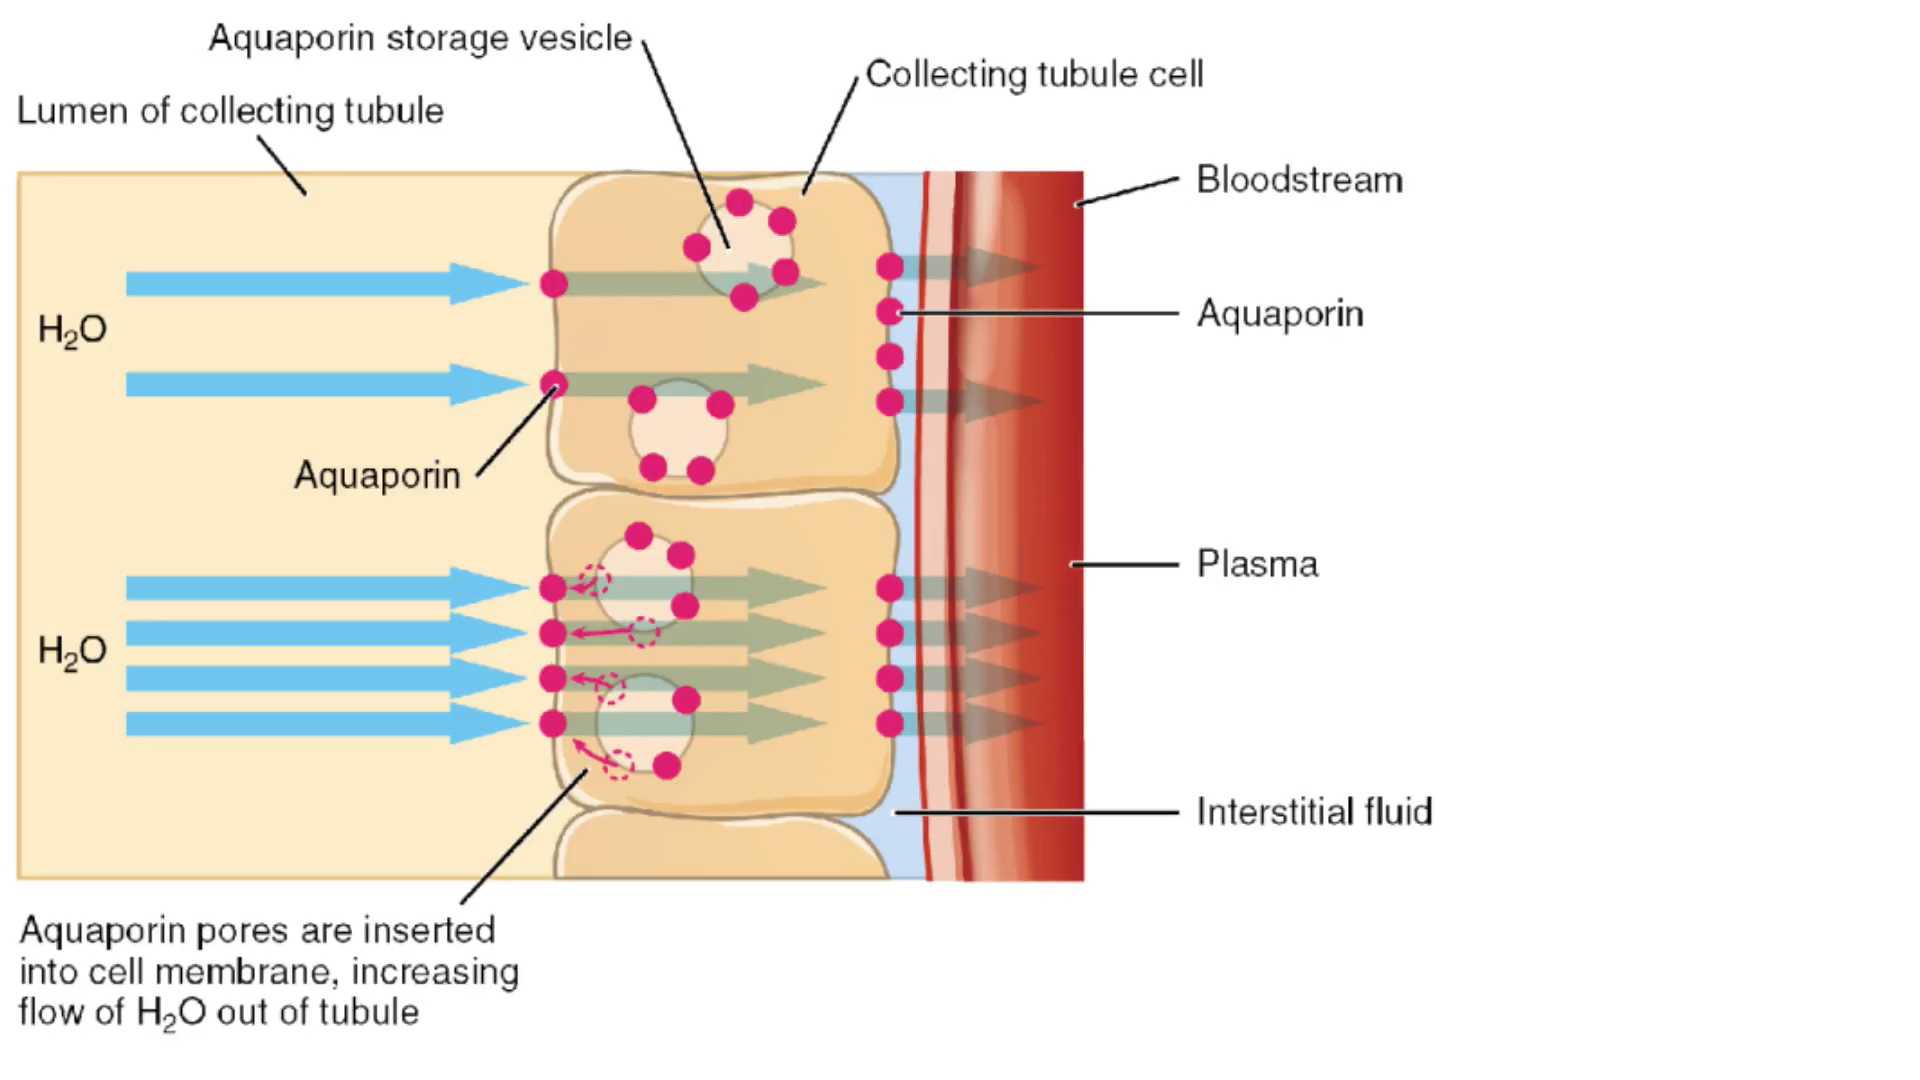 Aquaporin storage vesicle
Collecting tubule cell
Lumen of collecting tubule
Bloodstream
H₂O
Aquaporin
Aquaporin
Plasma
H₂O
Interstitial fluid
Aquaporin pores are inserted
into cell membrane, increasing
flow of H₂O out of tubule